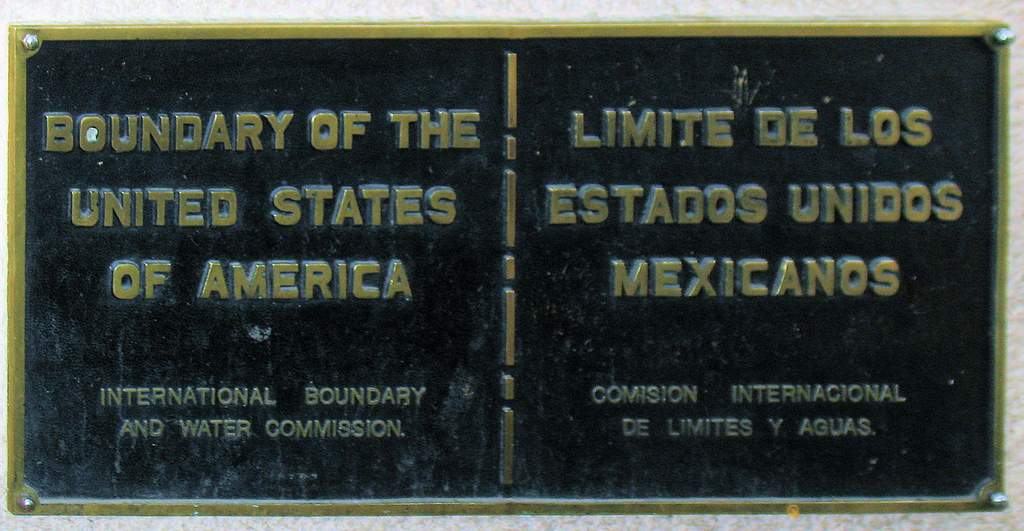 BOUNDARY OF THE
UNITED STATES
OF AMERICA
INTERNATIONAL BOUNDARY
AND WATER COMMISSION.
LIMITE DE LOS
ESTADOS UNIDOS
MEXICANOS
COMISION INTERNACIONAL
DE LIMITES Y AGUAS.